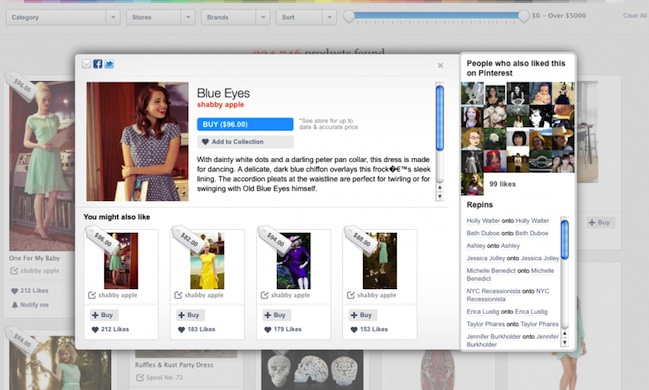 Category
Stores
Brands
Sort
$0 – Over $5000
Clear All
products found
Blue Eyes
shabby apple
BUY ($96.00)
*See store for up to
date & accurate price
Add to Collection
With dainty white dots and a darling peter pan collar, this dress is made
for dancing. A delicate, dark blue chiffon overlays this frock�€™s sleek
lining. The accordion pleats at the waistline are perfect for twirling or for
swinging with Old Blue Eyes himself.
You might also like
$96.00
shabby apple
Buy
212 Likes
$82.00
shabby apple
Buy
183 Likes
$94.00
shabby apple
Buy
179 Likes
$88.00
shabby apple
Buy
153 Likes
People who also liked this
on Pinterest
99 likes
Repins
Holly Walter onto Holly Walter
Beth Duboe onto Beth Duboe
Ashley onto Ashley
Jessica Jolley onto Jessica Jolley
Michelle Benedict onto Michelle
Benedict
NYC Recessionista onto NYC
Recessionista
Erica Lustig onto Erica Lustig
Taylor Phares onto Taylor Phares
Jennifer Burkholder onto Jennifer
Burkholder
$96.00
One For My Baby
shabby apple
212 Likes
Notify me
$88.00
Ruffles & Rust Party Dress
Spool No. 72
Buy